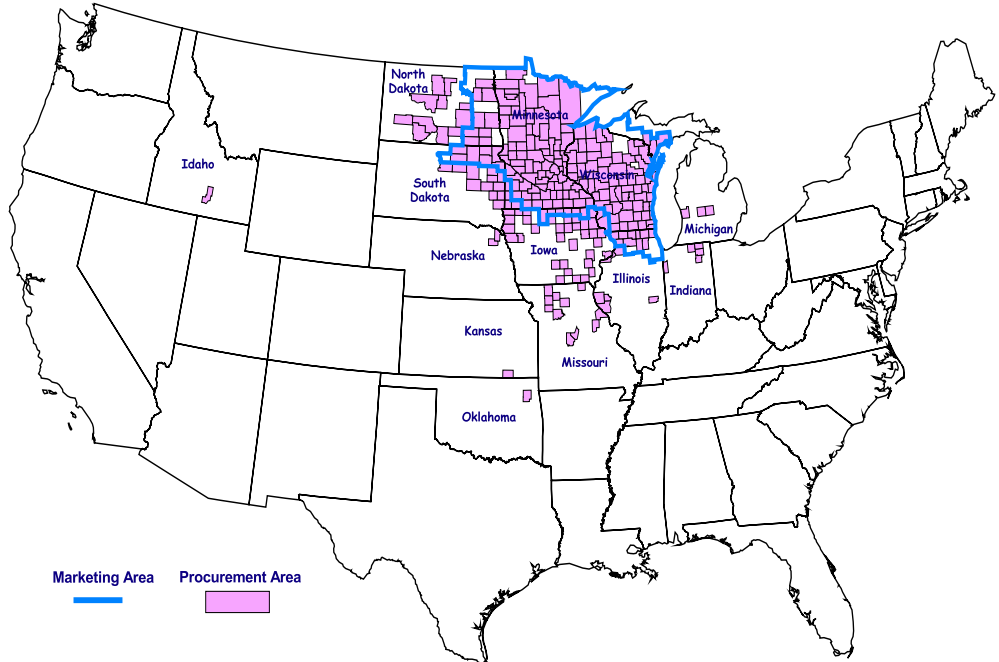 North
Dakota
Minnesota
Idaho
Wisconsin
South
Dakota
Michigan
Nebraska
Iowa
Illinois
Indiana
Kansas
Missouri
Oklahoma
Marketing Area
Procurement Area